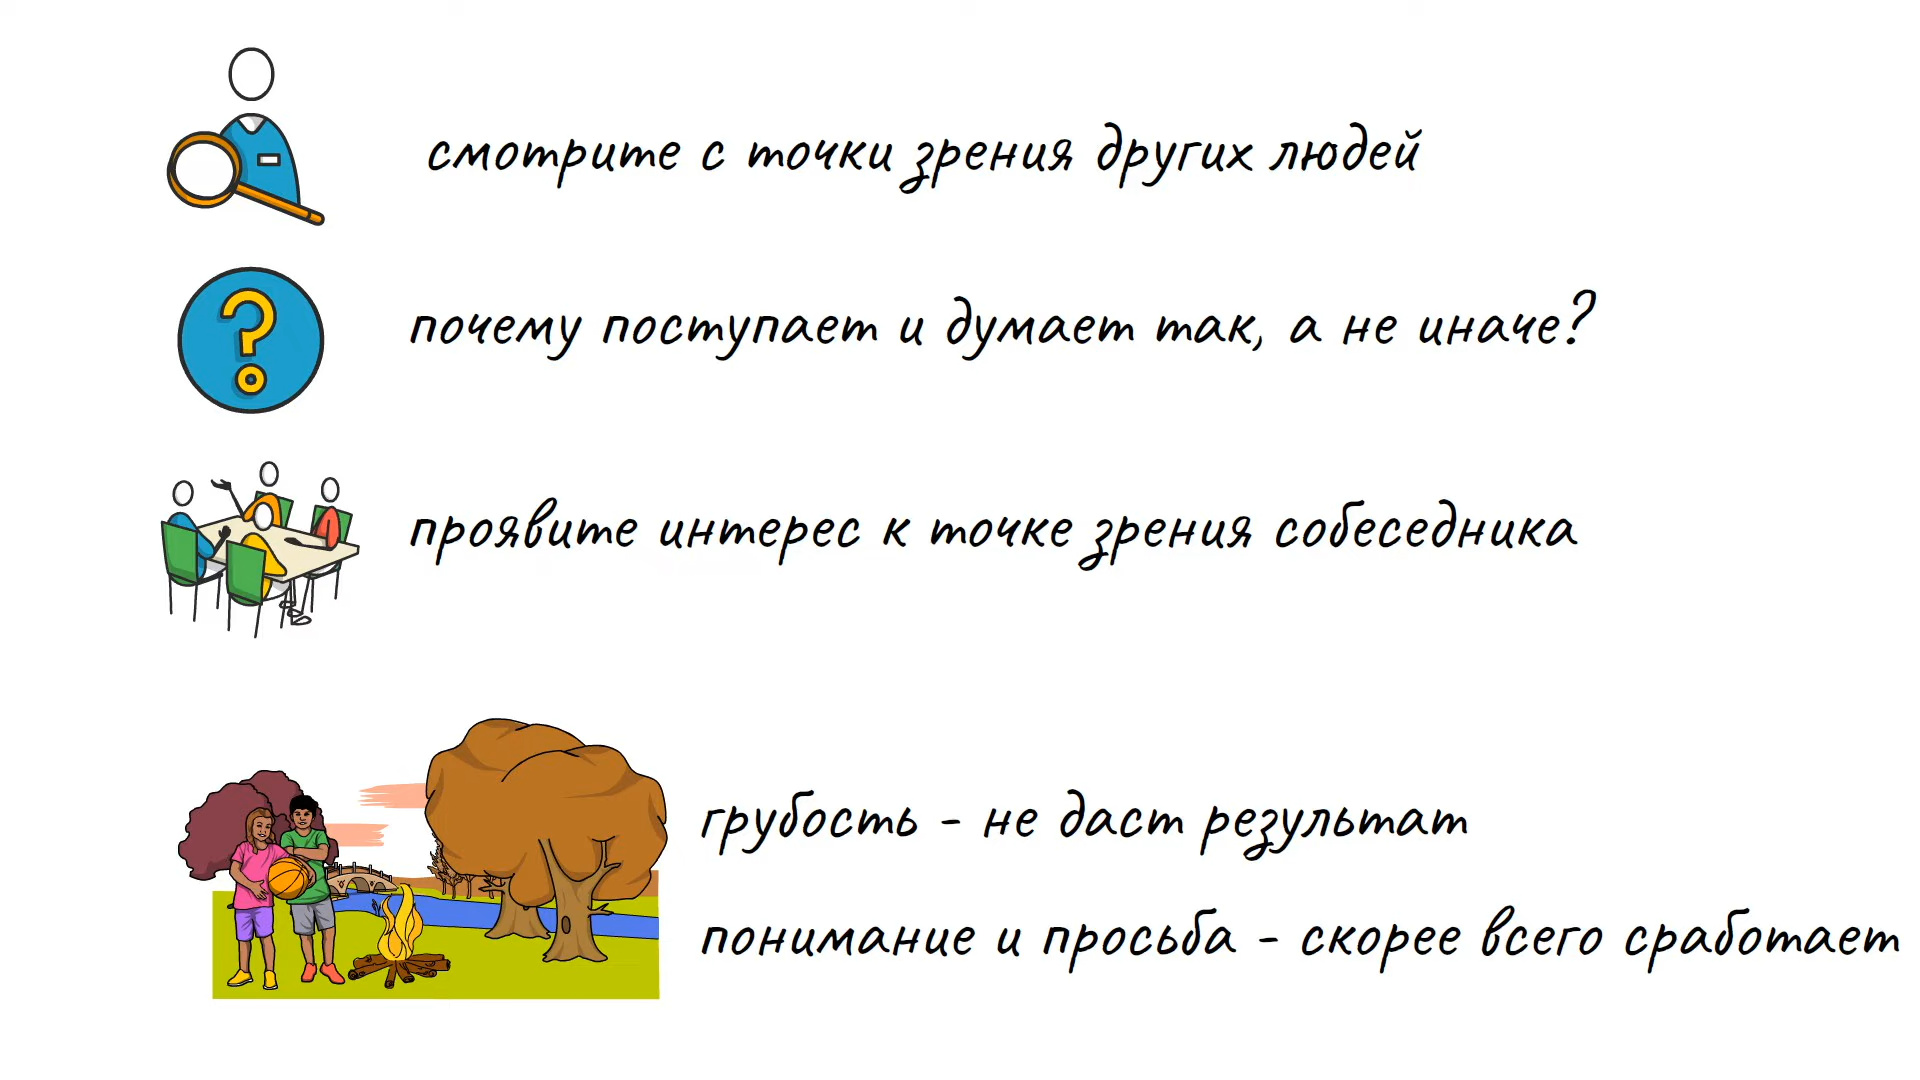 смотрите с точки зрения других людей
почему поступает и думает так, а не иначе?
проявите интерес к точке зрения собеседника
грубость - не даст результат
понимание и просьба - скорее всего сработает